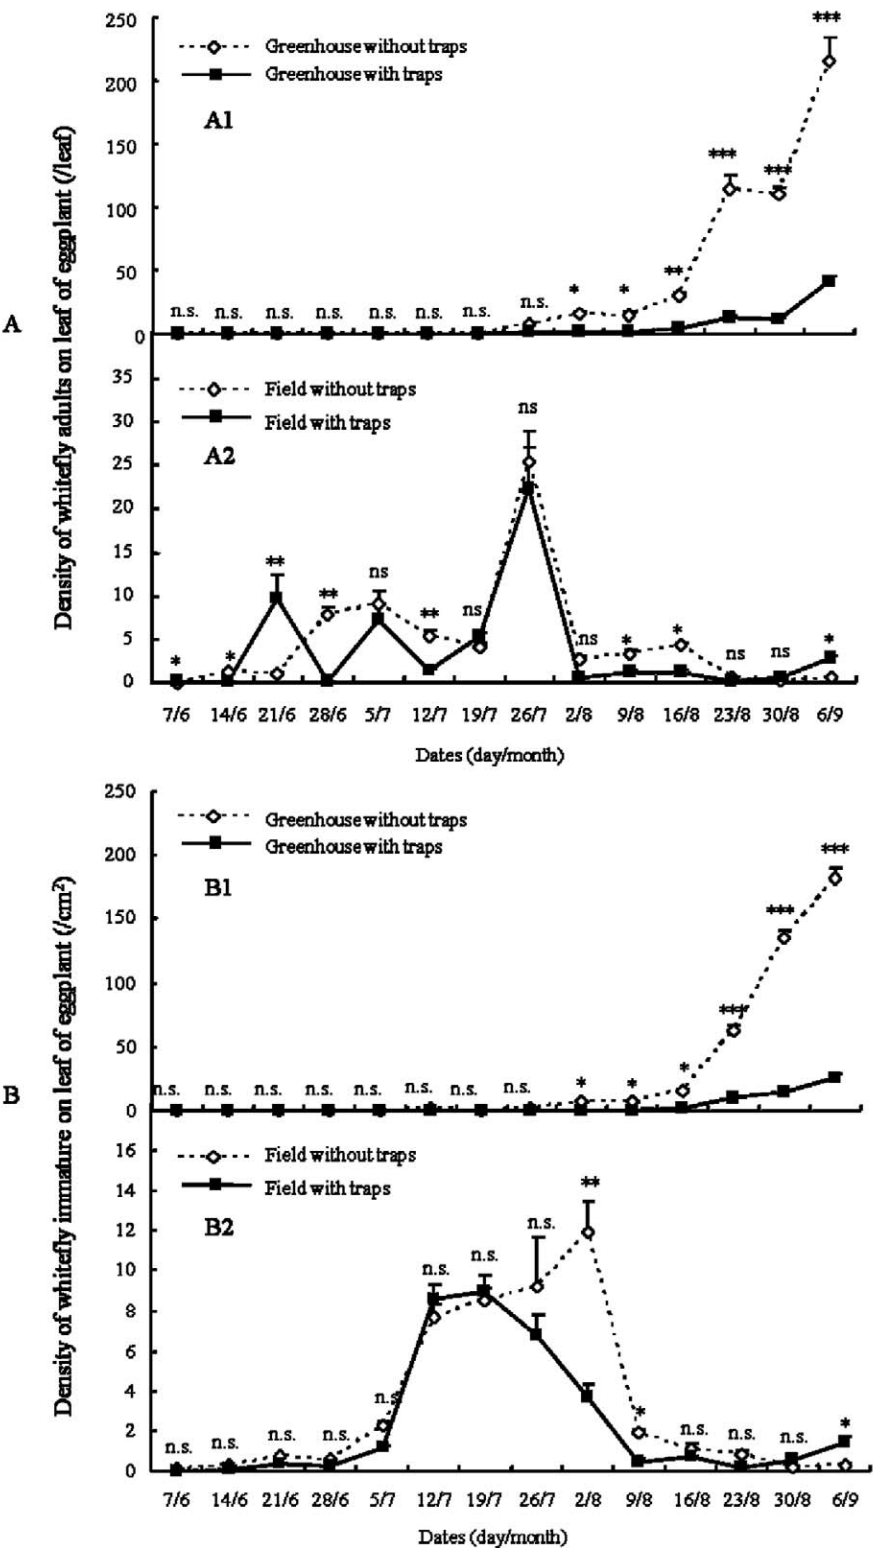 A
Density of whitefly adults on leaf of eggplant (/leaf)
250
200
150
100
50
0
Greenhouse without traps
Greenhouse with traps
A1
n.s. n.s. n.s. n.s. n.s. n.s. n.s. n.s. * * ** *** *** ***
35
30
25
20
15
10
5
0
Field without traps
Field with traps
A2
* * ** ** ns ** ns ns ns * * ns ns *
7/6 14/6 21/6 28/6 5/7 12/7 19/7 26/7 2/8 9/8 16/8 23/8 30/8 6/9
Dates (day/month)
B
Density of whitefly immature on leaf of eggplant (/cm²)
250
200
150
100
50
0
Greenhouse without traps
Greenhouse with traps
B1
n.s. n.s. n.s. n.s. n.s. n.s. n.s. n.s. * * * *** *** ***
16
14
12
10
8
6
4
2
0
Field without traps
Field with traps
B2
n.s. n.s. n.s. n.s. n.s. n.s. n.s. n.s. ** * n.s. n.s. n.s. *
7/6 14/6 21/6 28/6 5/7 12/7 19/7 26/7 2/8 9/8 16/8 23/8 30/8 6/9
Dates (day/month)